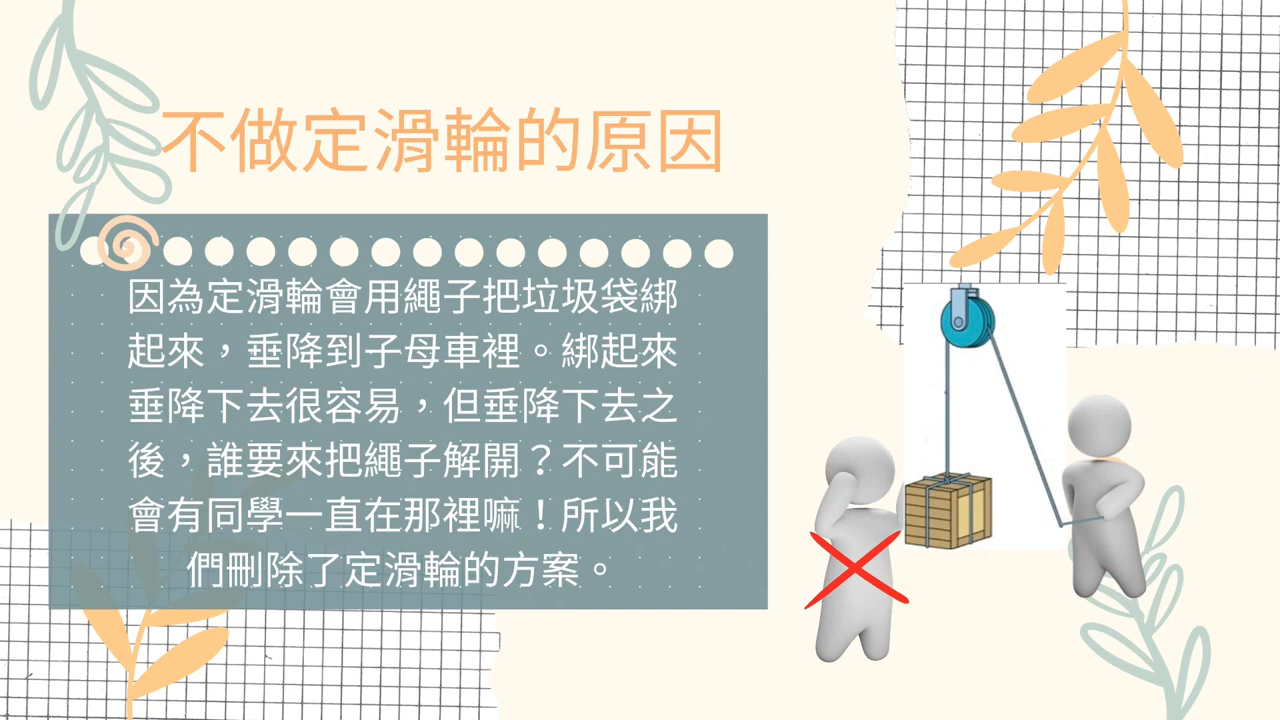 不做定滑輪的原因
因為定滑輪會用繩子把垃圾袋綁
起來，垂降到子母車裡。綁起來
垂降下去很容易，但垂降下去之
後，誰要來把繩子解開？不可能
會有同學一直在那裡嘛！所以我
們刪除了定滑輪的方案。